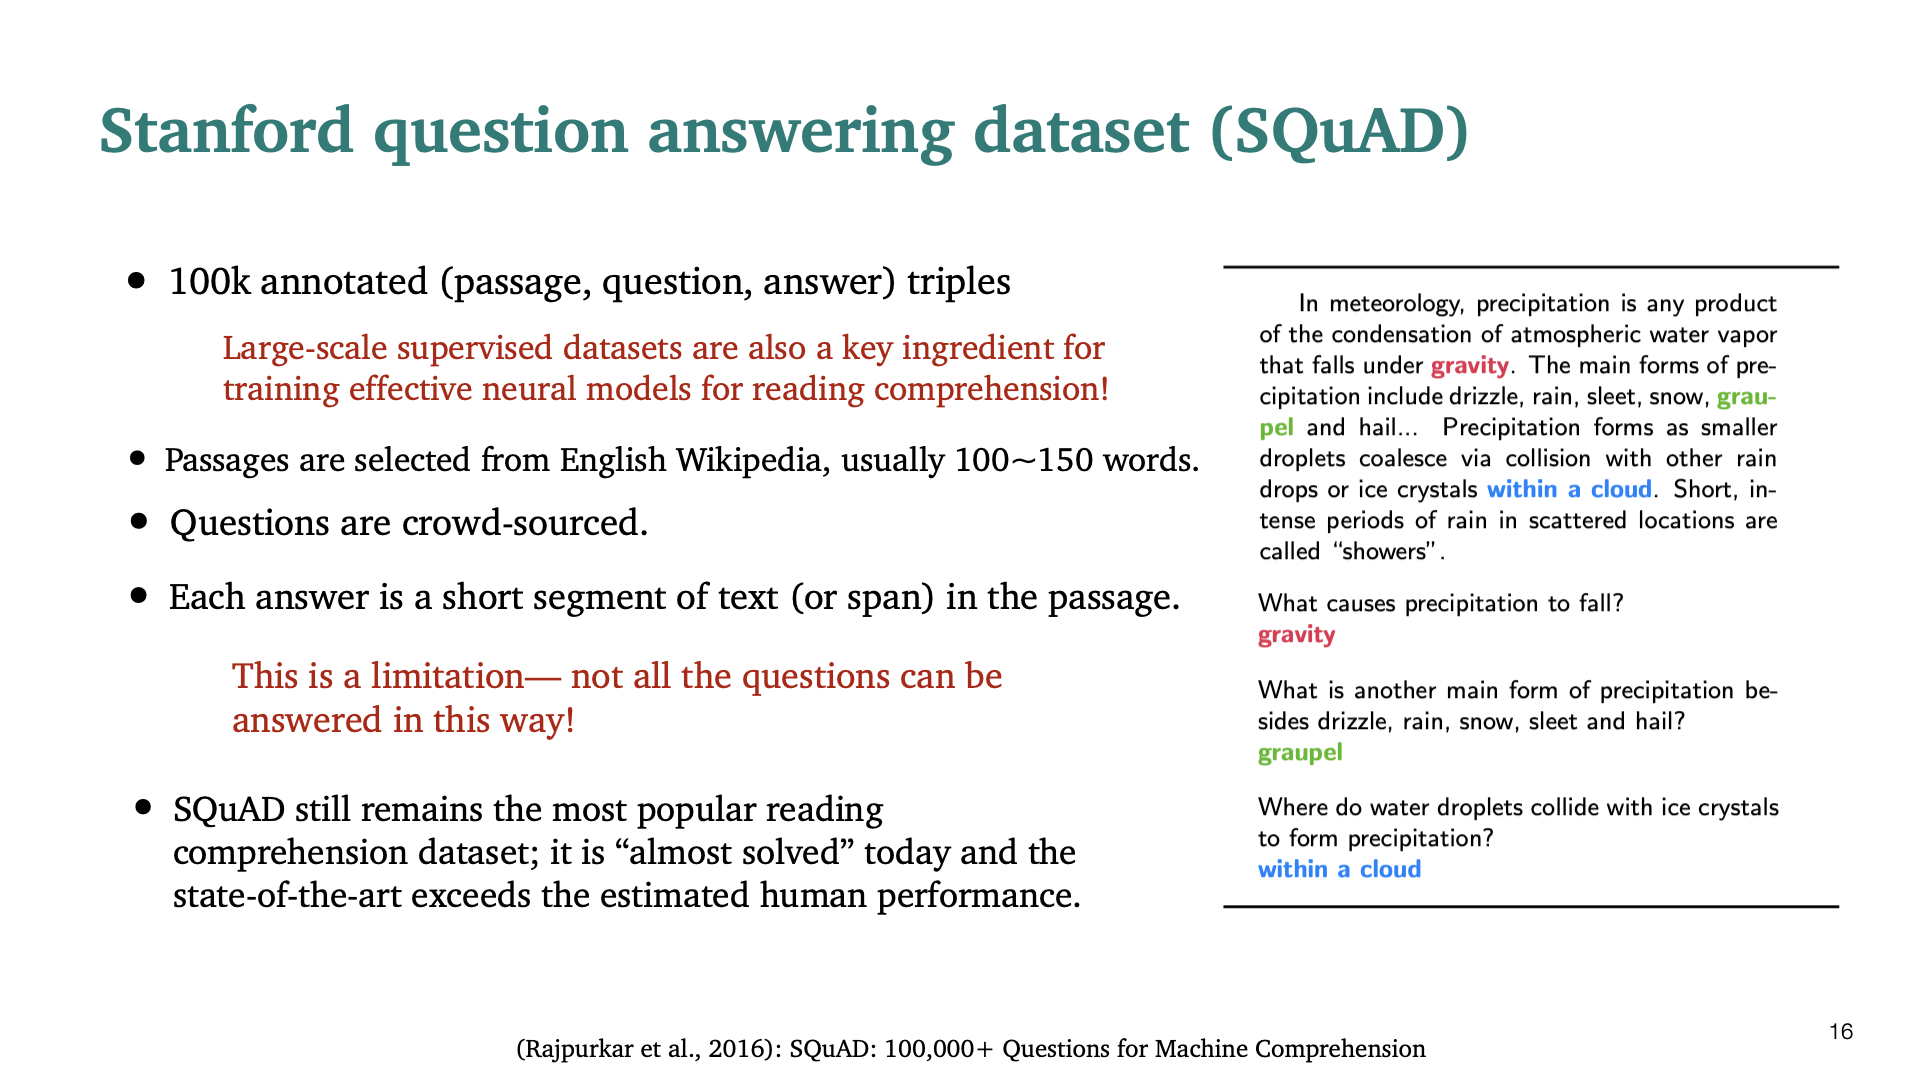 Stanford question answering dataset (SQuAD)
• 100k annotated (passage, question, answer) triples
Large-scale supervised datasets are also a key ingredient for
training effective neural models for reading comprehension!
• Passages are selected from English Wikipedia, usually 100~150 words.
• Questions are crowd-sourced.
• Each answer is a short segment of text (or span) in the passage.
This is a limitation— not all the questions can be
answered in this way!
• SQuAD still remains the most popular reading
comprehension dataset; it is “almost solved” today and the
state-of-the-art exceeds the estimated human performance.
In meteorology, precipitation is any product
of the condensation of atmospheric water vapor
that falls under gravity. The main forms of pre-
cipitation include drizzle, rain, sleet, snow, grau-
pel and hail... Precipitation forms as smaller
droplets coalesce via collision with other rain
drops or ice crystals within a cloud. Short, in-
tense periods of rain in scattered locations are
called “showers”.
What causes precipitation to fall?
gravity
What is another main form of precipitation be-
sides drizzle, rain, snow, sleet and hail?
graupel
Where do water droplets collide with ice crystals
to form precipitation?
within a cloud
(Rajpurkar et al., 2016): SQuAD: 100,000+ Questions for Machine Comprehension
16